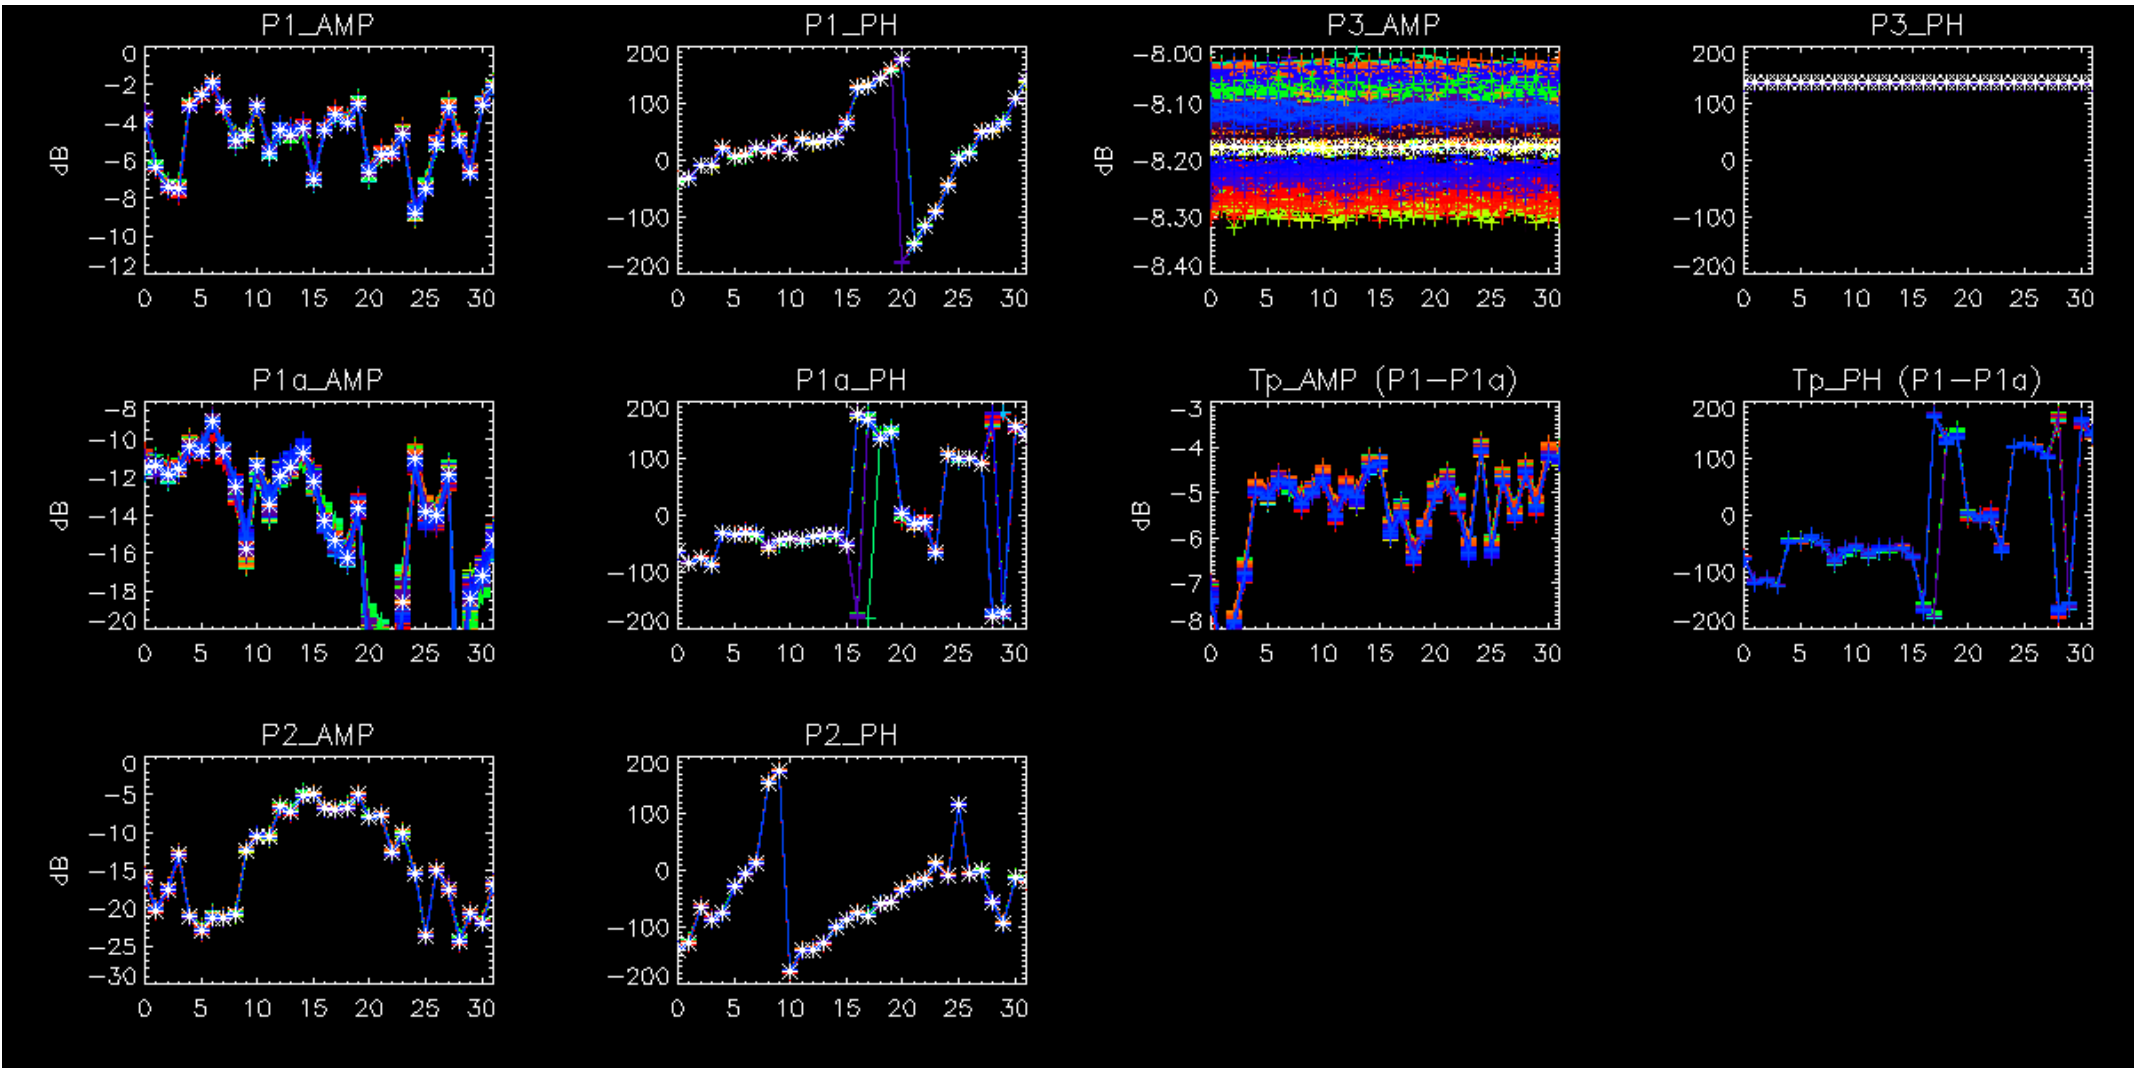 P1_AMP P1_PH P3_AMP P3_PH
0 200 -8.00 200
-2
100 -8.10 100
-4
dB -6 0 dB -8.20 0
-8
-100 -8.30 -100
-10
-12 -200 -8.40 -200
0 5 10 15 20 25 30 0 5 10 15 20 25 30 0 5 10 15 20 25 30 0 5 10 15 20 25 30
P1a_AMP P1a_PH Tp_AMP (P1-P1a) Tp_PH (P1-P1a)
-8 200 -3 200
-10 100 -4 100
-12
dB -14 0 dB -5 0
-16 -6
-100 -100
-18 -7
-20 -200 -8 -200
0 5 10 15 20 25 30 0 5 10 15 20 25 30 0 5 10 15 20 25 30 0 5 10 15 20 25 30
P2_AMP P2_PH
0 200
-5
100
-10
dB -15 0
-20
-100
-25
-30 -200
0 5 10 15 20 25 30 0 5 10 15 20 25 30